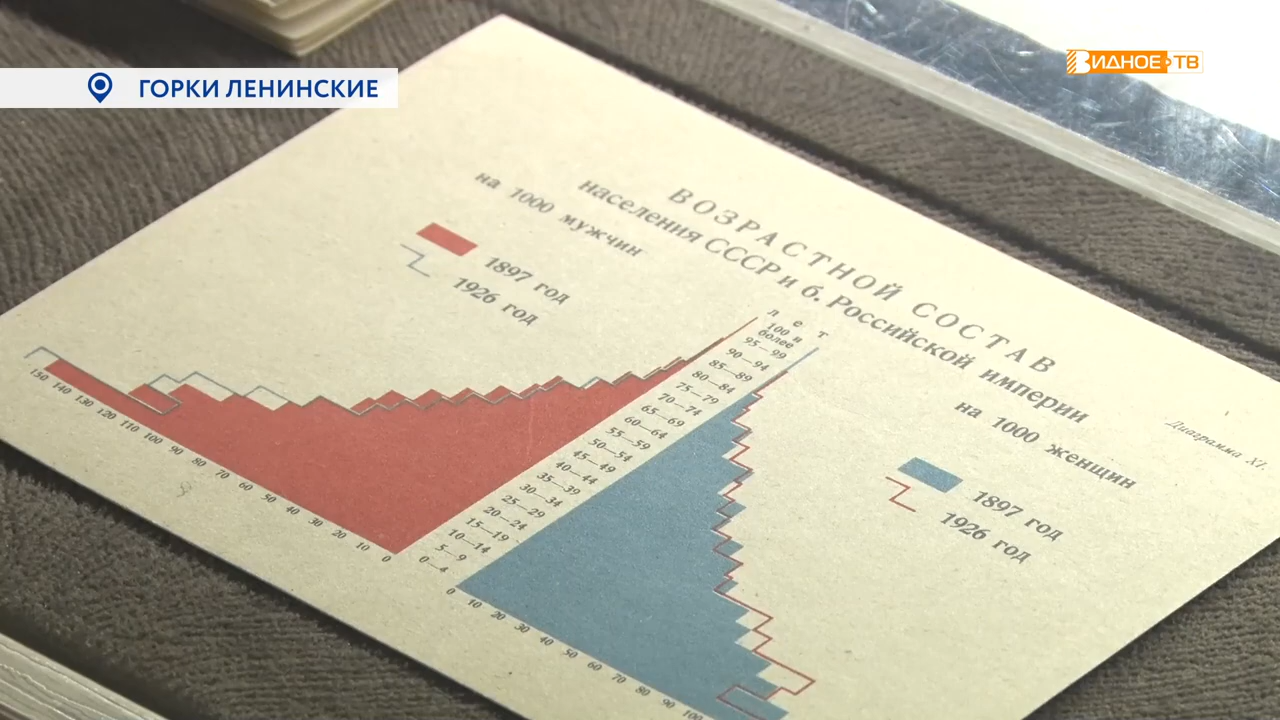 ГОРКИ ЛЕНИНСКИЕ
ВИДНОЕ ТВ
ВОЗРАСТНОЙ СОСТАВ
населения СССР и б. Российской империи
на 1000 мужчин
1897 год
1926 год
на 1000 женщин
1897 год
1926 год
Диаграмма XI.
лет
100 и
более
95—99
90—94
85—89
80—84
75—79
70—74
65—69
60—64
55—59
50—54
45—49
40—44
35—39
30—34
25—29
20—24
15—19
10—14
5—9
0—4
150 140 130 120 110 100 90 80 70 60 50 40 30 20 10 0
0 10 20 30 40 50 60 70 80 90 100